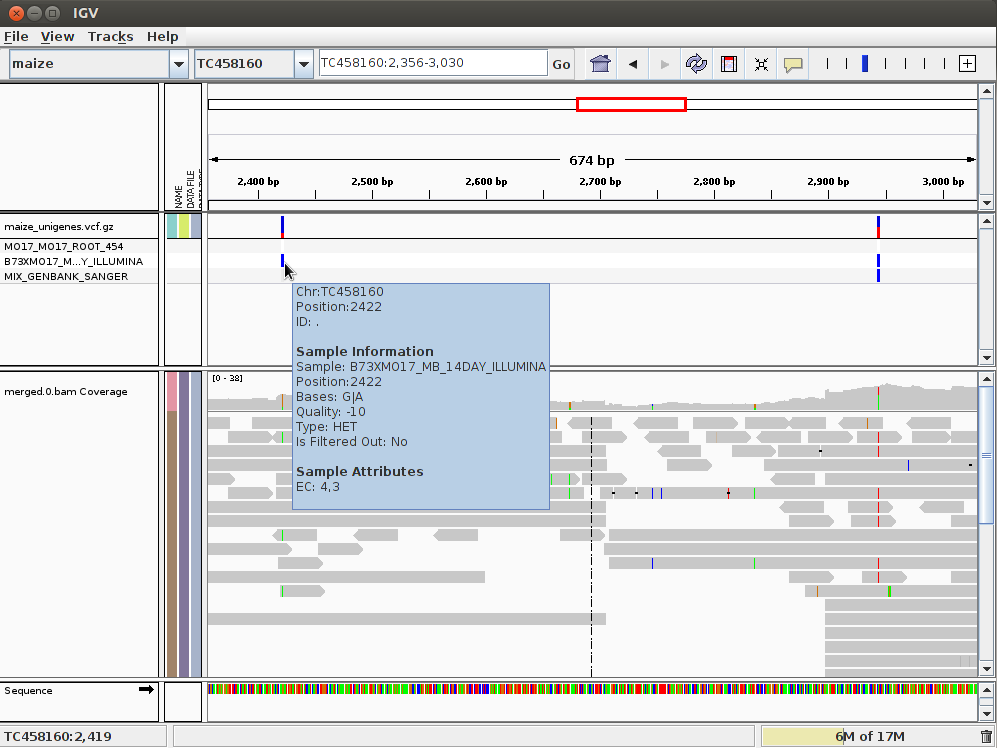 IGV
File View Tracks Help
maize TC458160 TC458160:2,356-3,030 Go
674 bp
2,400 bp 2,500 bp 2,600 bp 2,700 bp 2,800 bp 2,900 bp 3,000 bp
NAME
DATA FILE
maize_unigenes.vcf.gz
MO17_MO17_ROOT_454
B73XMO17_M...Y_ILLUMINA
MIX_GENBANK_SANGER
Chr:TC458160
Position:2422
ID: .
Sample Information
Sample: B73XMO17_MB_14DAY_ILLUMINA
Position:2422
Bases: G|A
Quality: -10
Type: HET
Is Filtered Out: No
Sample Attributes
EC: 4,3
merged.0.bam Coverage
[0 - 38]
Sequence
TC458160:2,419
6M of 17M